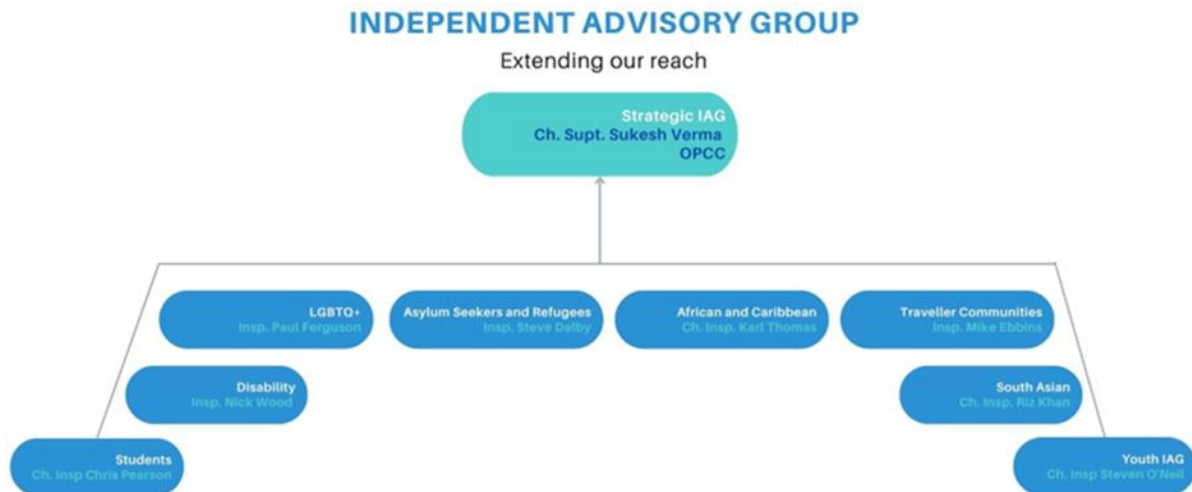 INDEPENDENT ADVISORY GROUP
Extending our reach
Strategic IAG
Ch. Supt. Sukesh Verma
OPCC
LGBTQ+
Insp. Paul Ferguson
Asylum Seekers and Refugees
Insp. Steve Dalby
African and Caribbean
Ch. Insp. Karl Thomas
Traveller Communities
Insp. Mike Ebbins
Disability
Insp. Nick Wood
South Asian
Ch. Insp. Riz Khan
Students
Ch. Insp Chris Pearson
Youth IAG
Ch. Insp Steven O'Neil